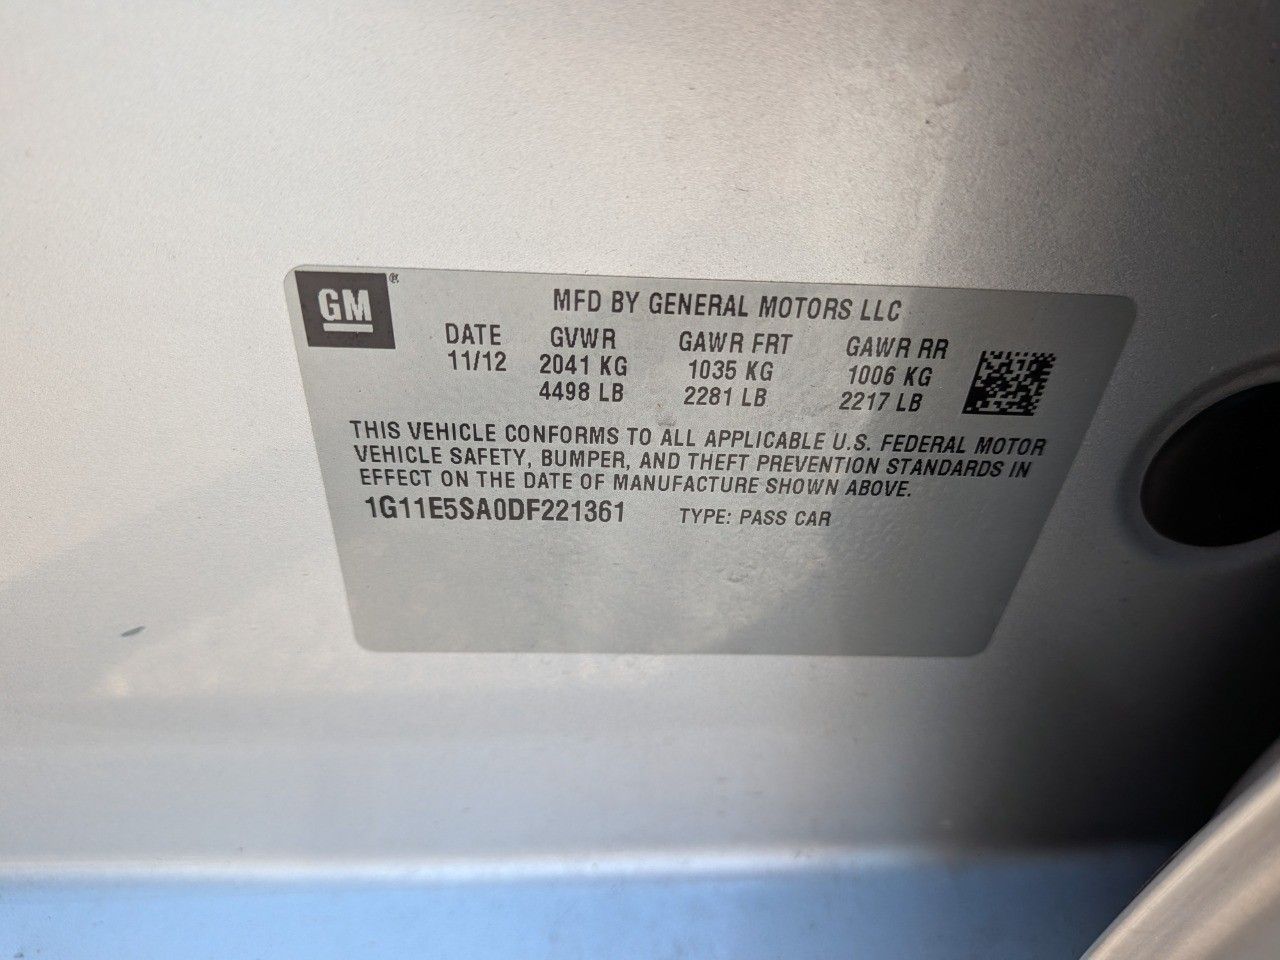 GM®
MFD BY GENERAL MOTORS LLC
DATE GVWR GAWR FRT GAWR RR
11/12 2041 KG 1035 KG 1006 KG
4498 LB 2281 LB 2217 LB
THIS VEHICLE CONFORMS TO ALL APPLICABLE U.S. FEDERAL MOTOR
VEHICLE SAFETY, BUMPER, AND THEFT PREVENTION STANDARDS IN
EFFECT ON THE DATE OF MANUFACTURE SHOWN ABOVE.
1G11E5SA0DF221361 TYPE: PASS CAR